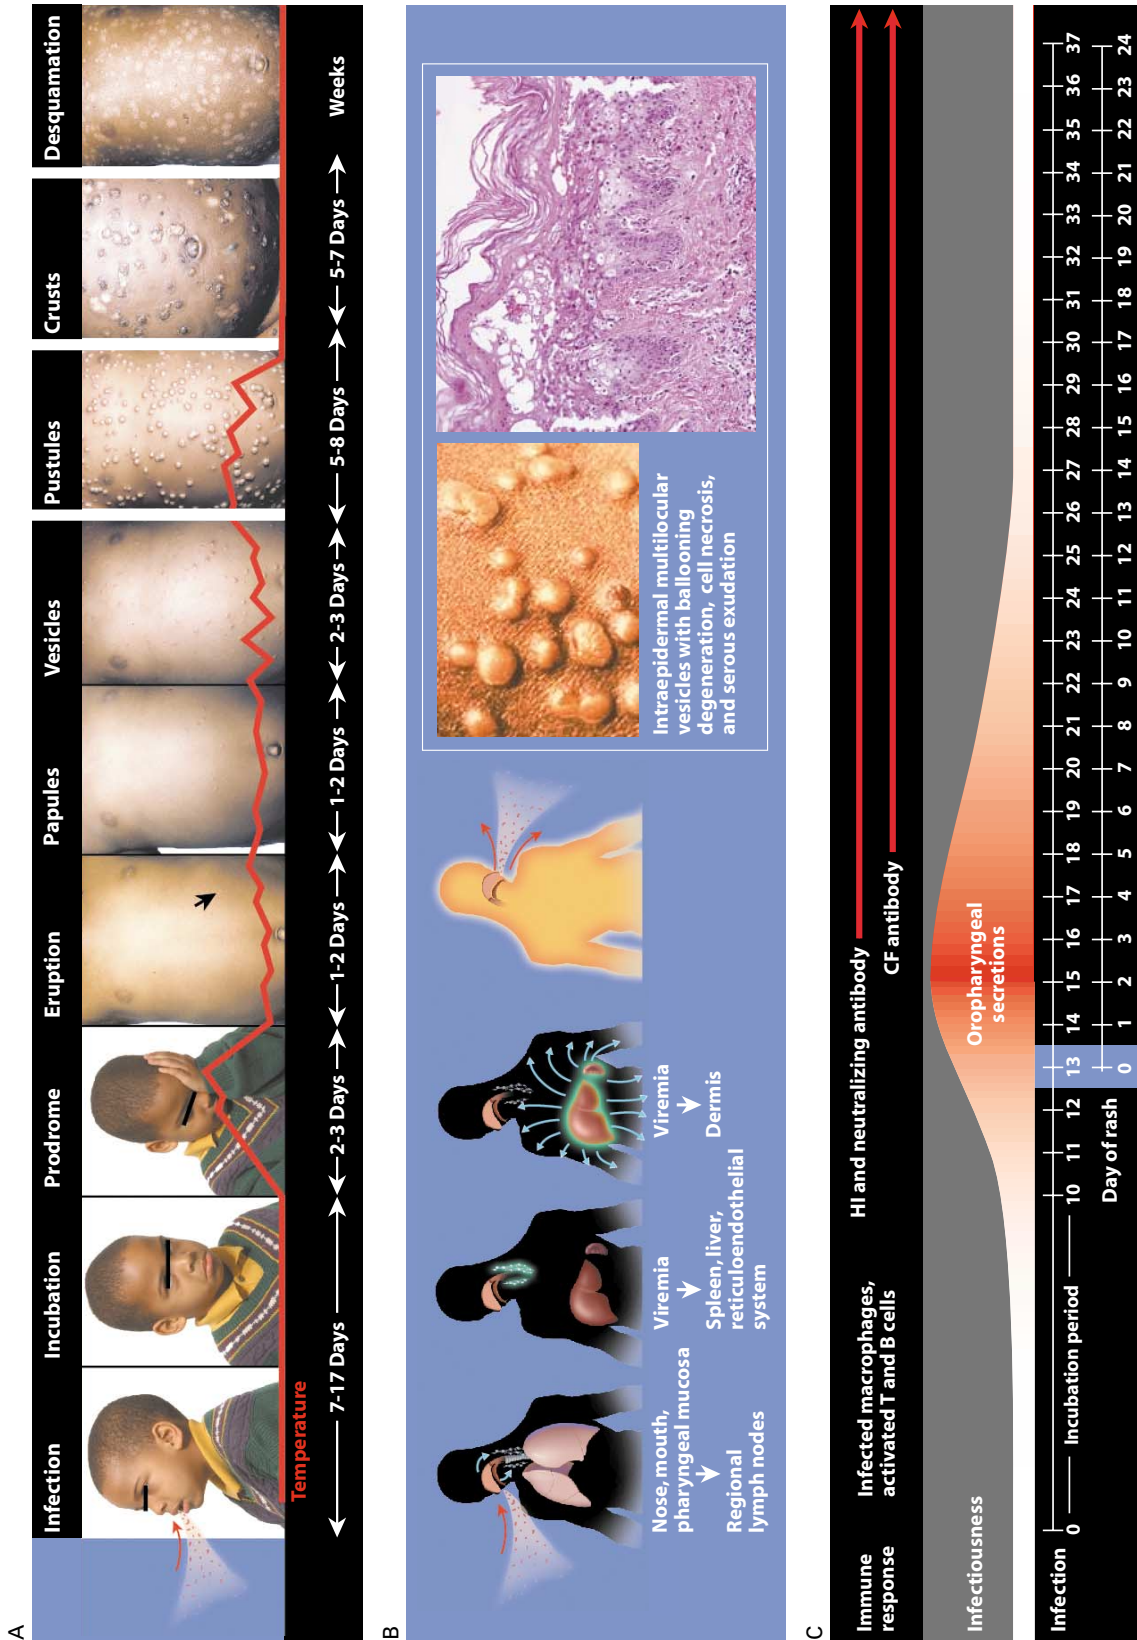 A
Infection
Incubation
Prodrome
Eruption
Papules
Vesicles
Pustules
Crusts
Desquamation
Temperature
7-17 Days
2-3 Days
1-2 Days
1-2 Days
2-3 Days
5-8 Days
5-7 Days
Weeks
B
Nose, mouth,
pharyngeal mucosa
Regional
lymph nodes
Viremia
Spleen, liver,
reticuloendothelial
system
Viremia
Dermis
Intraepidermal multilocular
vesicles with ballooning
degeneration, cell necrosis,
and serous exudation
C
Immune
response
Infected macrophages,
activated T and B cells
HI and neutralizing antibody
CF antibody
Infectiousness
Oropharyngeal
secretions
Infection
0 Incubation period 10 11 12 13 14 15 16 17 18 19 20 21 22 23 24 25 26 27 28 29 30 31 32 33 34 35 36 37
Day of rash 0 1 2 3 4 5 6 7 8 9 10 11 12 13 14 15 16 17 18 19 20 21 22 23 24